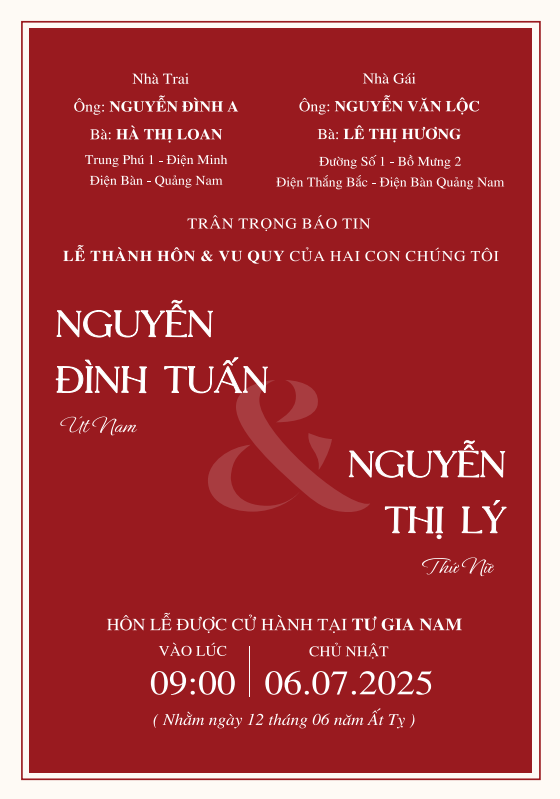 Nhà Trai
Ông: NGUYỄN ĐÌNH A
Bà: HÀ THỊ LOAN
Trung Phú 1 - Điện Minh
Điện Bàn - Quảng Nam
Nhà Gái
Ông: NGUYỄN VĂN LỘC
Bà: LÊ THỊ HƯƠNG
Đường Số 1 - Bồ Mưng 2
Điện Thắng Bắc - Điện Bàn Quảng Nam
TRÂN TRỌNG BÁO TIN
LỄ THÀNH HÔN & VU QUY CỦA HAI CON CHÚNG TÔI
NGUYỄN
ĐÌNH TUẤN
Út Nam
&
NGUYỄN
THỊ LÝ
Thứ Nữ
HÔN LỄ ĐƯỢC CỬ HÀNH TẠI TƯ GIA NAM
VÀO LÚC
09:00
CHỦ NHẬT
06.07.2025
( Nhằm ngày 12 tháng 06 năm Ất Tỵ )